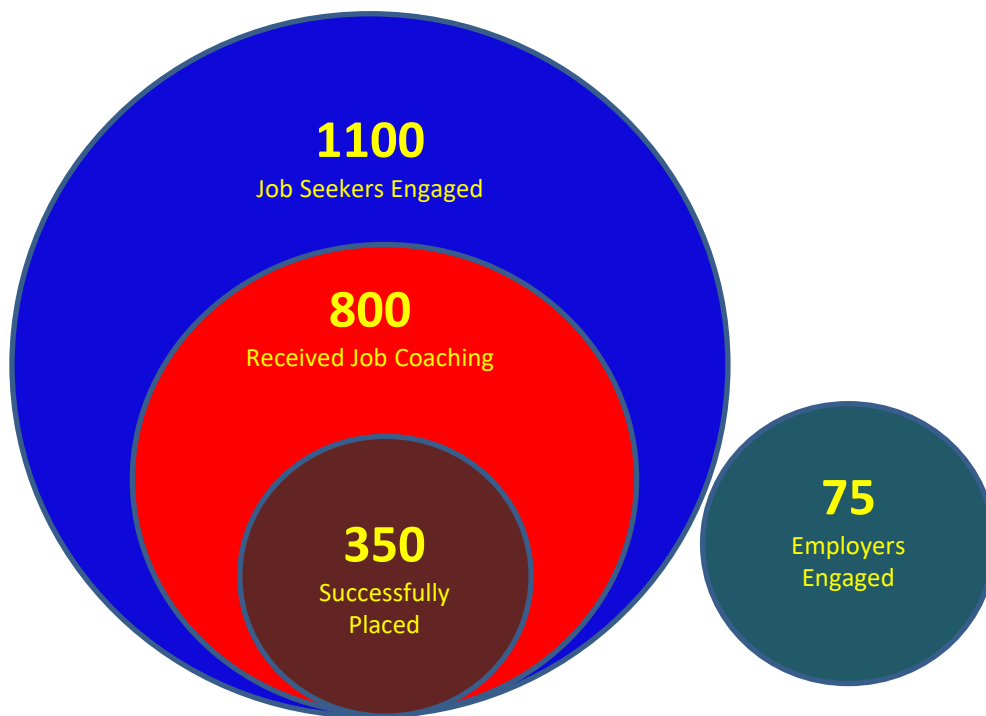 1100
Job Seekers Engaged
800
Received Job Coaching
350
Successfully
Placed
75
Employers
Engaged